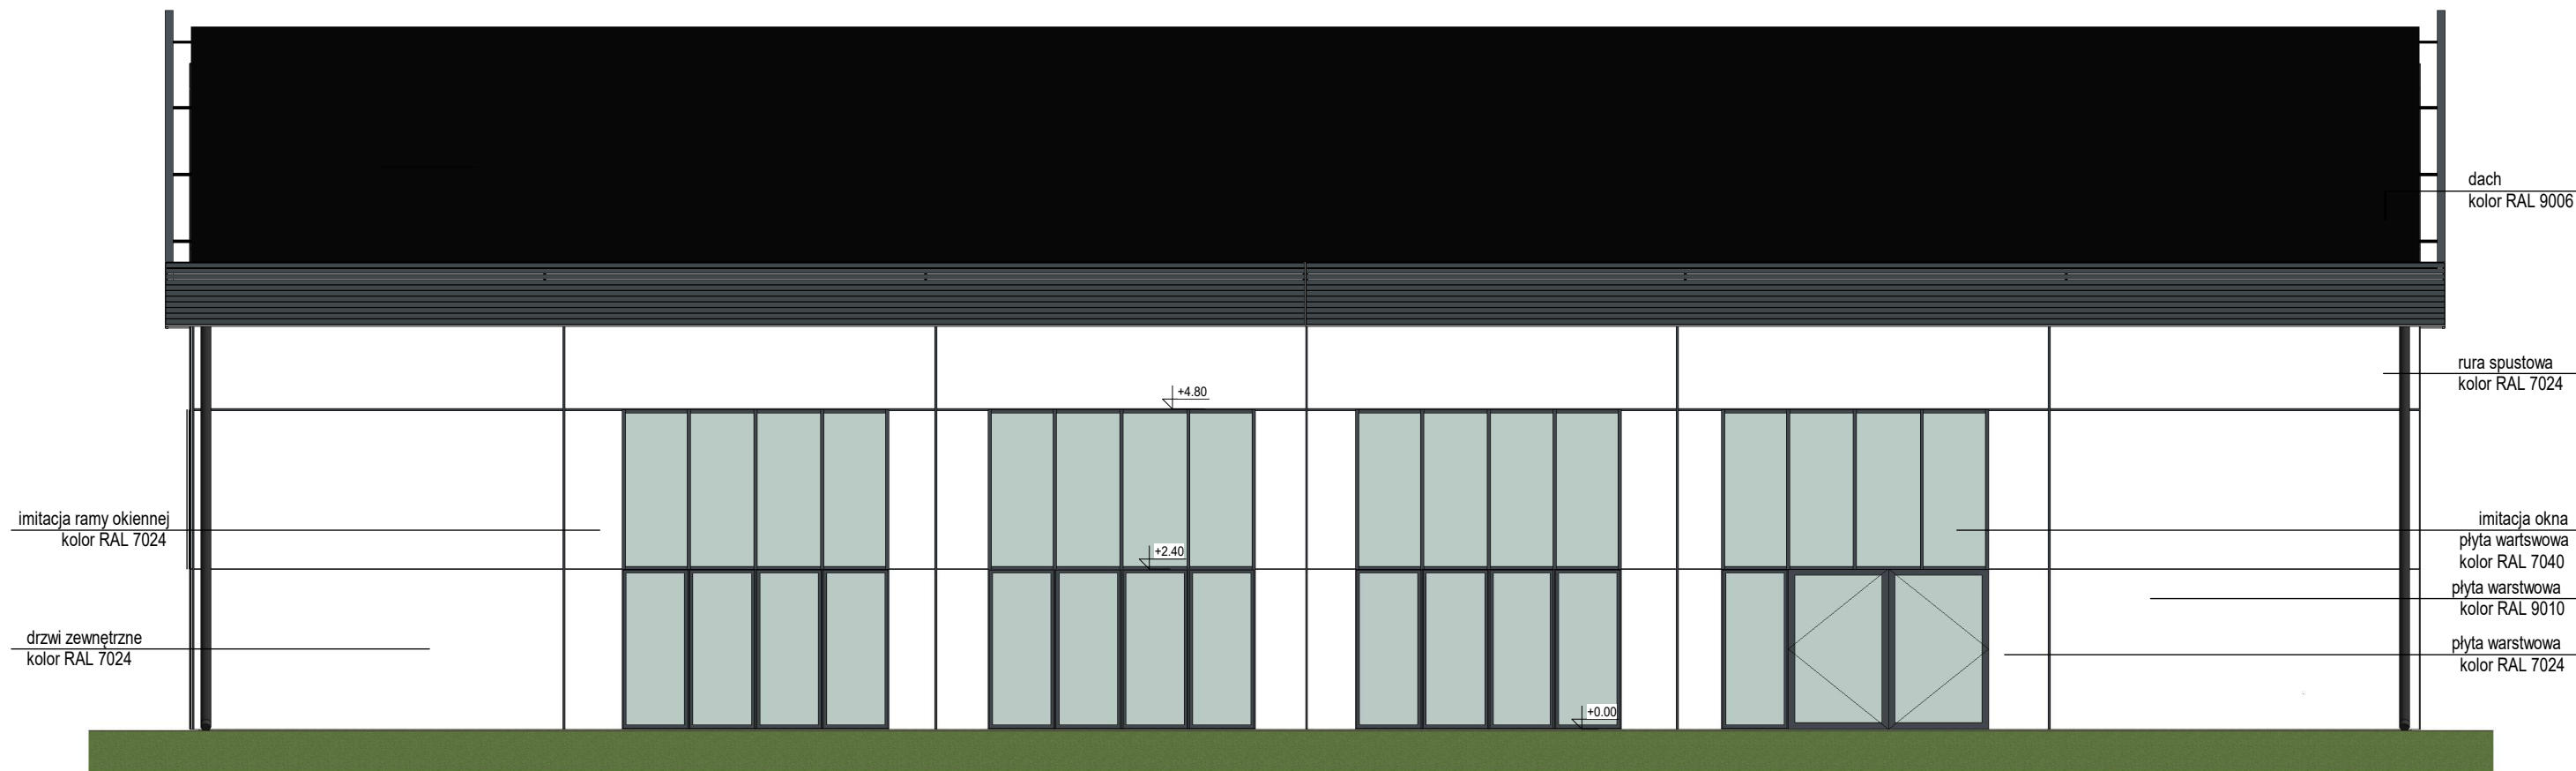 dach
kolor RAL 9006
rura spustowa
kolor RAL 7024
+4.80
imitacja ramy okiennej
kolor RAL 7024
imitacja okna
płyta wartswowa
kolor RAL 7040
+2.40
płyta warstwowa
kolor RAL 9010
drzwi zewnętrzne
kolor RAL 7024
płyta warstwowa
kolor RAL 7024
+0.00